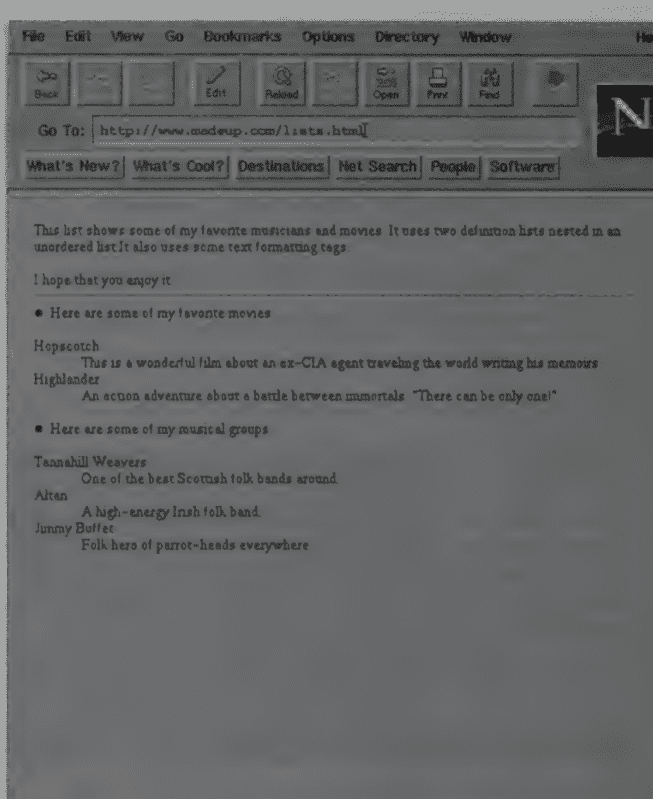 File Edit View Go Bookmarks Options Directory Window He
Back Edit Reload Open Print Find
N
Go To: http://www.madeup.com/lists.html
What's New? What's Cool? Destinations Net Search People Software
This list shows some of my favorite musicians and movies. It uses two definition lists nested in an
unordered list.It also uses some text formatting tags.
I hope that you enjoy it
• Here are some of my favorite movies
Hopscotch
This is a wonderful film about an ex-CIA agent traveling the world writing his memoirs
Highlander
An action adventure about a battle between immortals. "There can be only one!"
• Here are some of my musical groups
Tannahill Weavers
One of the best Scottish folk bands around.
Altan
A high-energy Irish folk band.
Jimmy Buffet
Folk hero of parrot-heads everywhere